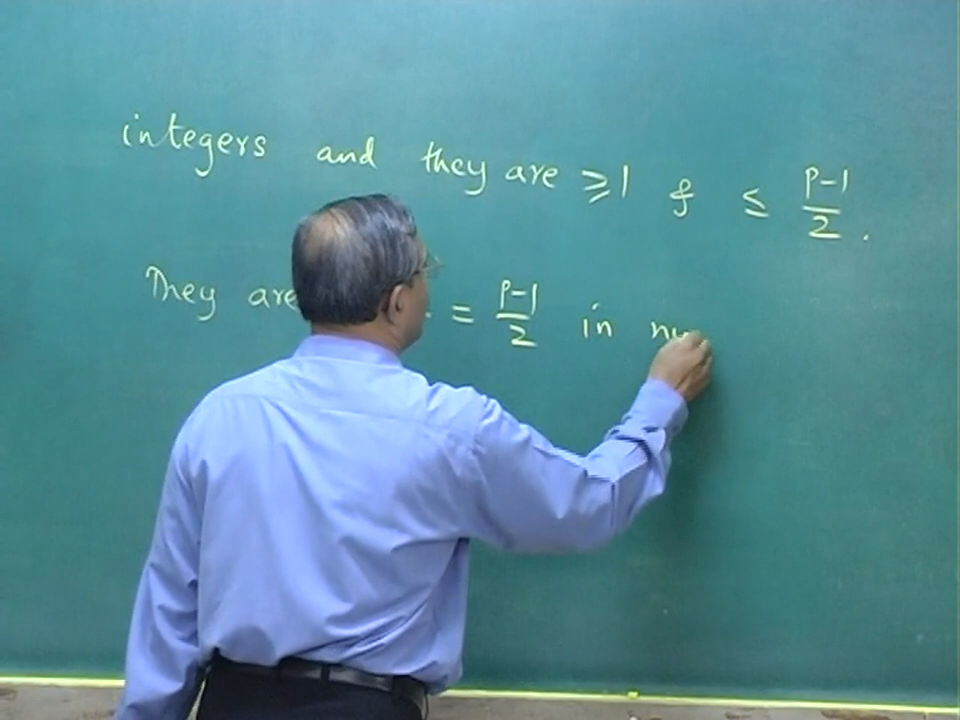 integers and they are ≥1 & ≤ (p-1)/2 .
They are = (p-1)/2 in